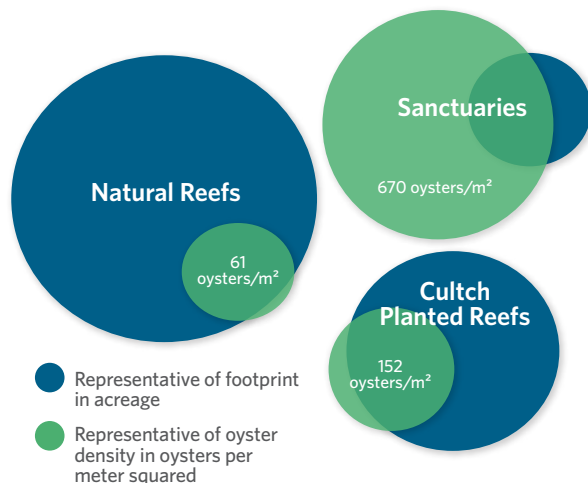 Natural Reefs
61
oysters/m²
Sanctuaries
670 oysters/m²
Cultch
Planted Reefs
152
oysters/m²
Representative of footprint
in acreage
Representative of oyster
density in oysters per
meter squared